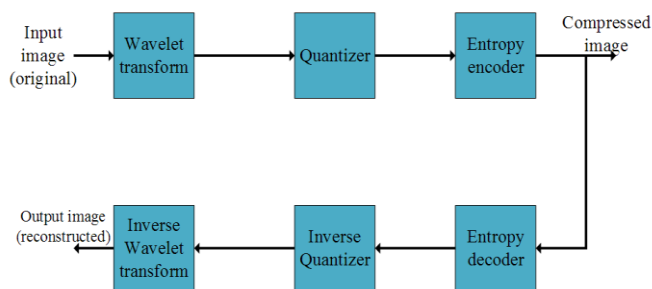 Input
image
(original)
Wavelet
transform
Quantizer
Entropy
encoder
Compressed
image
Output image
(reconstructed)
Inverse
Wavelet
transform
Inverse
Quantizer
Entropy
decoder